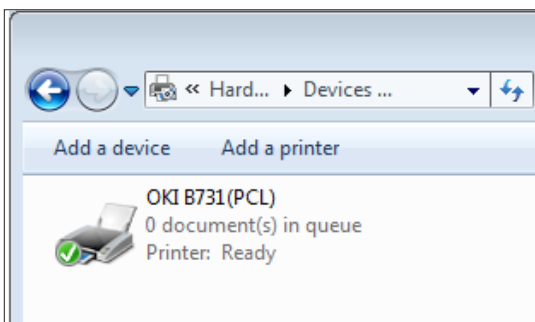 « Hard... Devices ...
Add a device Add a printer
OKI B731(PCL)
0 document(s) in queue
Printer: Ready